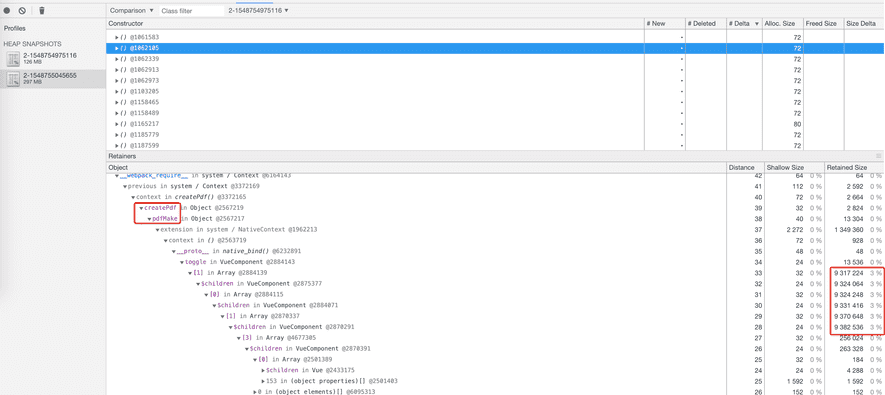 Comparison ▼ Class filter 2-1548754975116 ▼
Profiles
HEAP SNAPSHOTS
2-1548754975116
126 MB
2-1548755045655
297 MB
Constructor # New # Deleted # Delta ▼ Alloc. Size Freed Size Size Delta
▶() @1061583 72
▶() @1062105 • 72
▶() @1062339 • 72
▶() @1062913 • 72
▶() @1062973 • 72
▶() @1103205 • 72
▶() @1158465 • 72
▶() @1158489 • 72
▶() @1165217 • 80
▶() @1185779 • 72
▶() @1187599 • 72
Retainers
Object Distance Shallow Size Retained Size
▼__webpack_require__ in system / Context @6164143 42 64 0 % 64 0 %
▼previous in system / Context @3372169 41 112 0 % 2 592 0 %
▼context in createPdf() @3372165 40 72 0 % 2 664 0 %
▼createPdf in Object @2567219 39 32 0 % 2 824 0 %
▼pdfMake in Object @2567217 38 40 0 % 13 304 0 %
▼extension in system / NativeContext @1962213 37 2 272 0 % 1 349 360 0 %
▼context in () @2563719 36 72 0 % 928 0 %
▼__proto__ in native_bind() @6232891 35 48 0 % 48 0 %
▼toggle in VueComponent @2884143 34 24 0 % 13 536 0 %
▼[1] in Array @2884139 33 32 0 % 9 317 224 3 %
▼$children in VueComponent @2875377 32 24 0 % 9 324 064 3 %
▼[0] in Array @2884115 31 32 0 % 9 324 248 3 %
▼$children in VueComponent @2884071 30 24 0 % 9 331 416 3 %
▼[1] in Array @2870337 29 32 0 % 9 370 648 3 %
▼$children in VueComponent @2870291 28 24 0 % 9 382 536 3 %
▼[3] in Array @4677305 27 32 0 % 256 024 0 %
▼$children in VueComponent @2870391 26 24 0 % 263 328 0 %
▼[0] in Array @2501389 25 32 0 % 184 0 %
▶$children in Vue @2433175 24 24 0 % 4 288 0 %
▶153 in (object properties)[] @2501403 25 1 592 0 % 1 592 0 %
▶0 in (object elements)[] @6095313 26 152 0 % 152 0 %